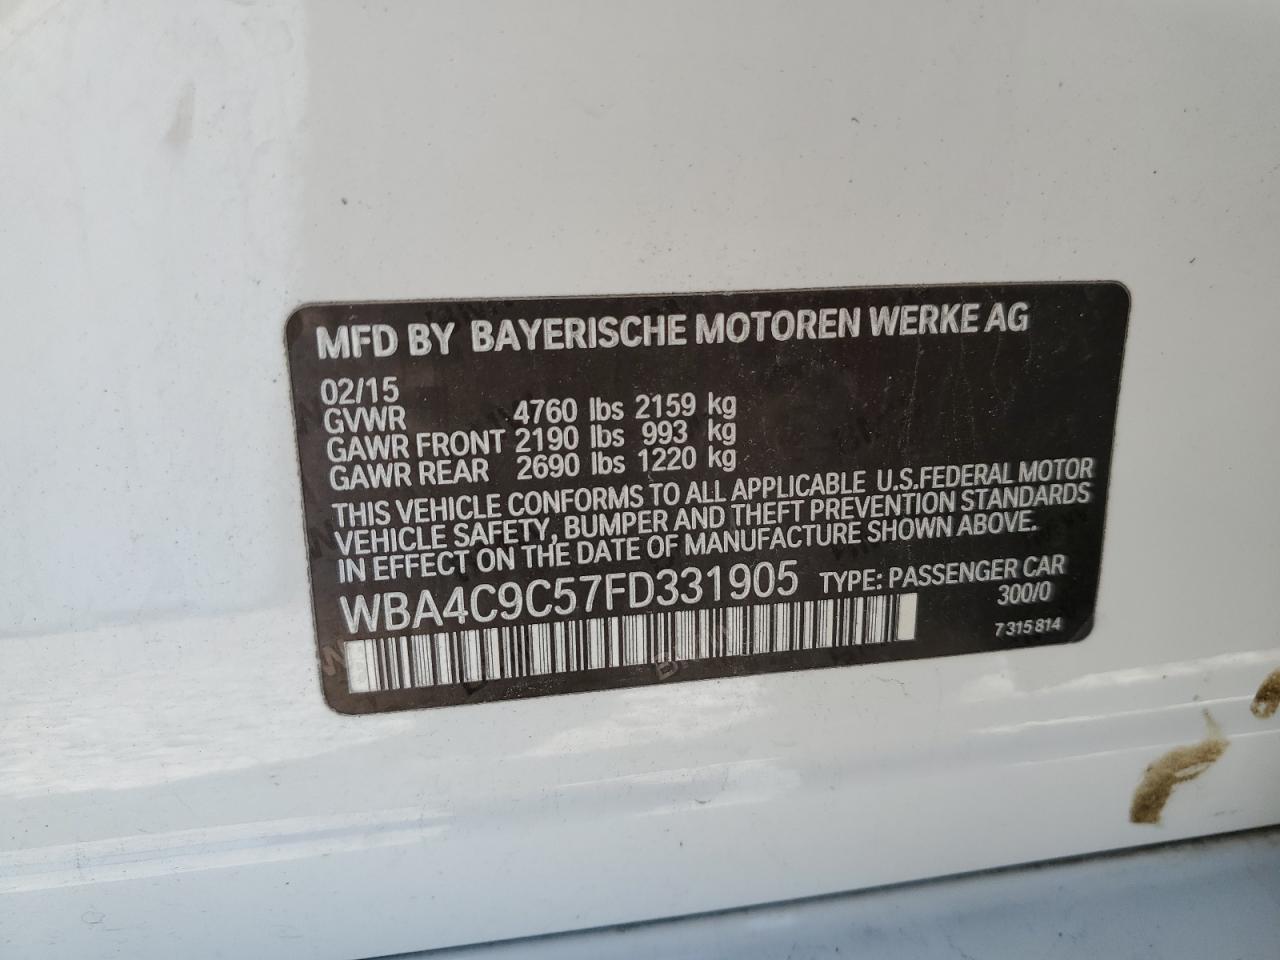 MFD BY BAYERISCHE MOTOREN WERKE AG
02/15
GVWR 4760 lbs 2159 kg
GAWR FRONT 2190 lbs 993 kg
GAWR REAR 2690 lbs 1220 kg
THIS VEHICLE CONFORMS TO ALL APPLICABLE U.S.FEDERAL MOTOR
VEHICLE SAFETY, BUMPER AND THEFT PREVENTION STANDARDS
IN EFFECT ON THE DATE OF MANUFACTURE SHOWN ABOVE.
WBA4C9C57FD331905 TYPE: PASSENGER CAR
300/0
7 315 814